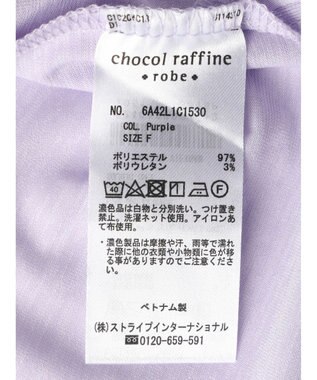 chocol raffine
• robe •
NO. 6A42L1C1530
COL. Purple
SIZE F
ポリエステル 97%
ポリウレタン 3%
40
F
濃色品は白物と分別洗い。つけ置き
禁止。洗濯ネット使用。アイロンあ
て布使用。
・濃色製品は摩擦や汗、雨等で濡れ
た際に他の衣類や小物類に色が移
る事がありますのでご注意くださ
い。
ベトナム製
(株)ストライプインターナショナル
0120-659-591